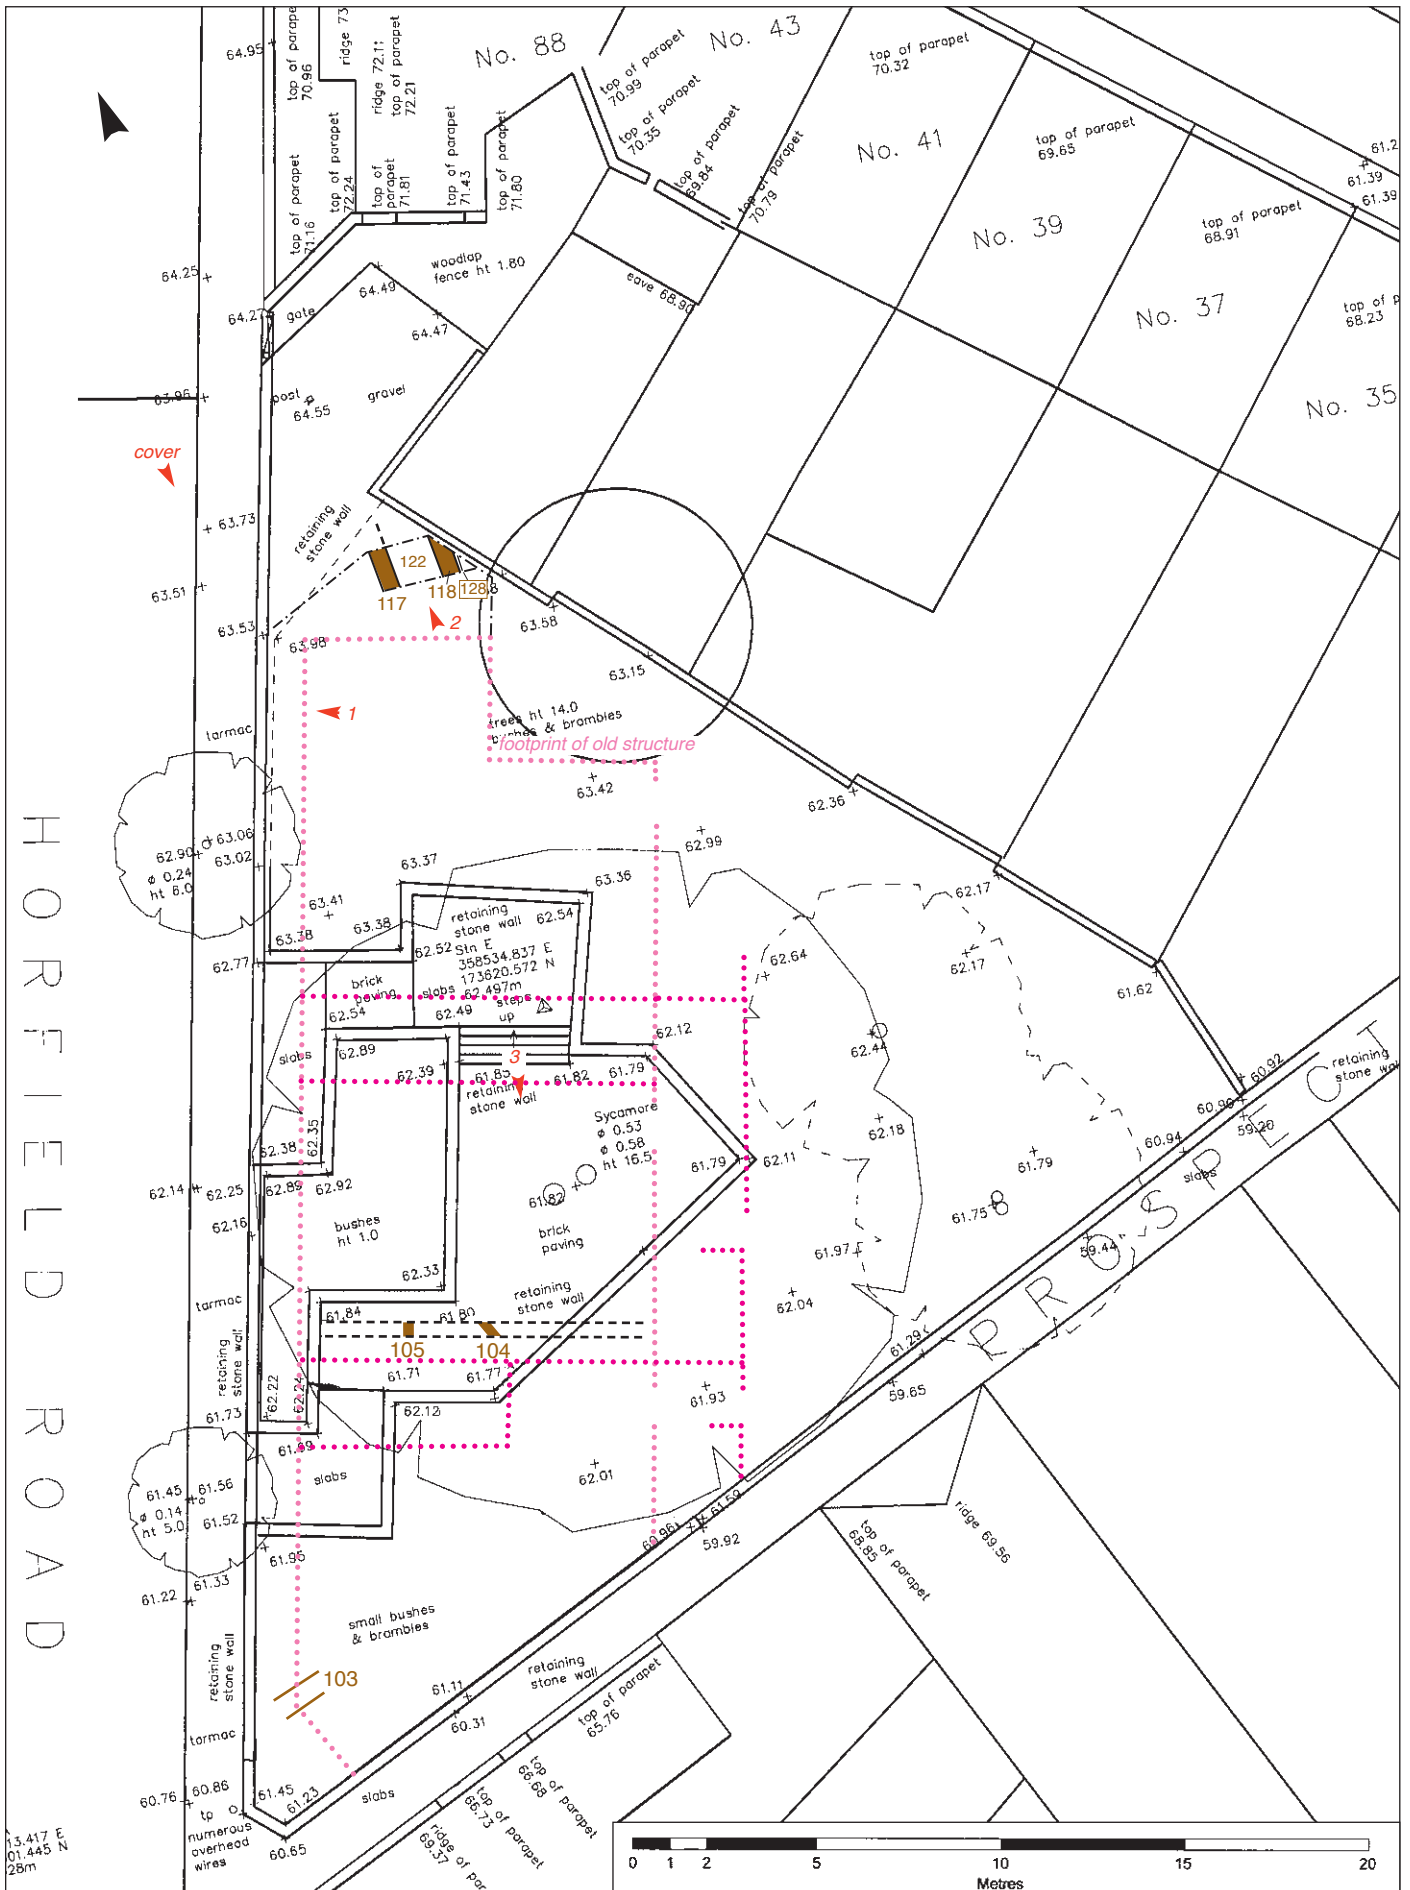 64.95
top of parapet
70.96
ridge 73
ridge 72.11
top of parapet
72.21
No. 88
top of parapet
70.99
No. 43
top of parapet
70.32
top of parapet
70.35
top of parapet
69.84
top of parapet
70.79
No. 41
top of parapet
69.65
61.2
61.39
61.39
top of parapet
71.16
top of parapet
72.24
top of
parapet
71.81
top of parapet
71.43
top of parapet
71.80
No. 39
top of parapet
68.91
64.25
64.49
woodlap
fence ht 1.80
eave 68.90
No. 37
top of p
68.23
64.27
gate
64.47
63.95
post
64.55
gravel
No. 35
cover
63.73
retaining
stone wall
63.51
122
117
118
128
8
2
63.53
63.98
63.58
63.15
1
trees ht 14.0
bushes & brambles
footprint of old structure
tarmac
63.42
62.36
HORFIELD ROAD
63.06
62.90
63.02
ø 0.24
ht 6.0
62.99
63.37
63.36
62.17
63.41
63.38
63.38
retaining
stone wall
62.54
62.52
Stn E
358534.837 E
173620.572 N
62.497m
62.77
brick
paving
slabs
62.54
62.49
steps
up
62.64
62.17
61.62
slabs
62.89
62.39
3
61.85
61.82
61.79
62.12
62.44
retaining
stone wall
Sycamore
ø 0.53
ø 0.58
ht 16.5
60.92
60.96
59.20
retaining
stone wal
PROSPECT
62.38
62.35
62.18
60.94
61.79
slabs
61.79
62.11
62.14
62.25
62.89
62.92
61.82
61.75
62.16
bushes
ht 1.0
brick
paving
61.97
59.44
62.33
retaining
stone wall
62.04
tarmac
61.84
61.80
61.29
105
104
retaining
stone wall
61.71
61.77
59.65
62.22
62.24
61.93
61.73
62.12
61.99
slabs
62.01
61.45
61.56
ø 0.14
ht 5.0
61.52
61.59
60.96
59.92
ridge 69.56
top of parapet
68.85
61.95
61.33
61.22
small bushes
& brambles
retaining
stone wall
103
61.11
60.31
retaining
stone wall
top of parapet
65.76
tarmac
60.76
60.86
61.45
61.23
slabs
tp
numerous
overhead
wires
60.65
top of parapet
66.68
top of parapet
66.73
ridge of par
69.37
13.417 E
01.445 N
28m
0 1 2 5 10 15 20
Metres